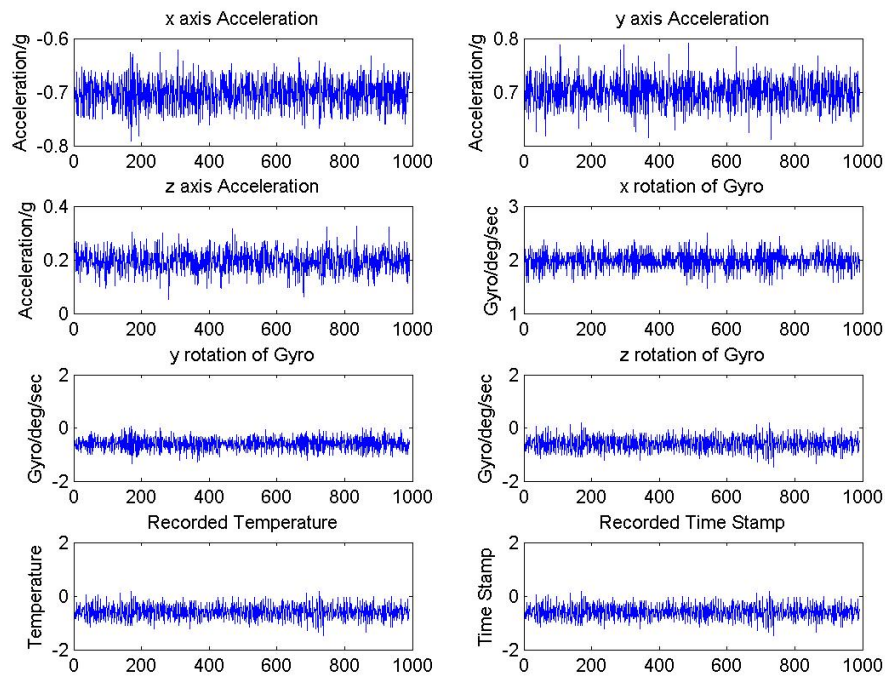 x axis Acceleration
Acceleration/g
-0.6
-0.7
-0.8
0 200 400 600 800 1000
y axis Acceleration
Acceleration/g
0.8
0.7
0 200 400 600 800 1000
z axis Acceleration
Acceleration/g
0.4
0.2
0
0 200 400 600 800 1000
x rotation of Gyro
Gyro/deg/sec
3
2
1
0 200 400 600 800 1000
y rotation of Gyro
Gyro/deg/sec
2
0
-2
0 200 400 600 800 1000
z rotation of Gyro
Gyro/deg/sec
2
0
-2
0 200 400 600 800 1000
Recorded Temperature
Temperature
2
0
-2
0 200 400 600 800 1000
Recorded Time Stamp
Time Stamp
2
0
-2
0 200 400 600 800 1000